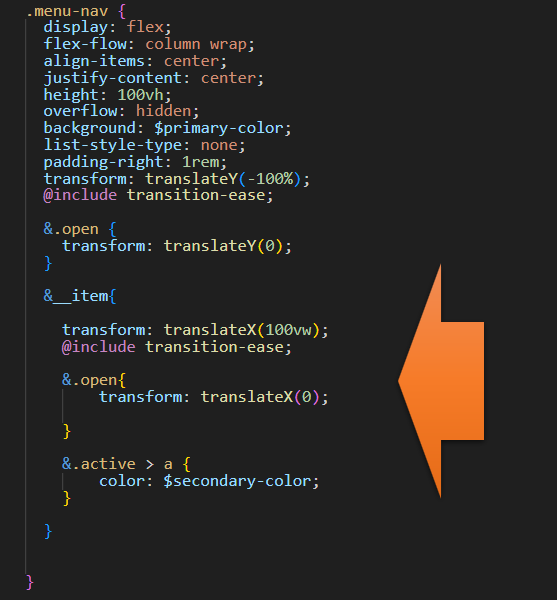 .menu-nav {
display: flex;
flex-flow: column wrap;
align-items: center;
justify-content: center;
height: 100vh;
overflow: hidden;
background: $primary-color;
list-style-type: none;
padding-right: 1rem;
transform: translateY(-100%);
@include transition-ease;
&.open {
transform: translateY(0);
}
&__item{
transform: translateX(100vw);
@include transition-ease;
&.open{
transform: translateX(0);
}
&.active > a {
color: $secondary-color;
}
}
}